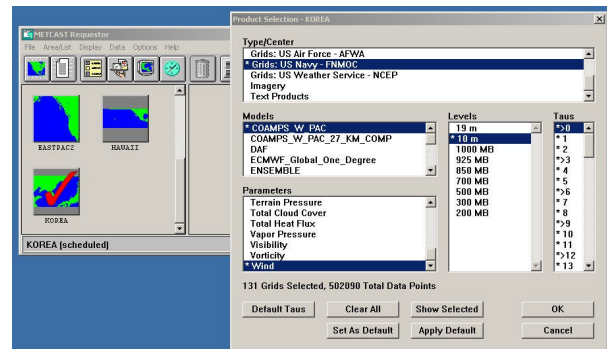 METCAST Requestor
File Area/List Display Data Options Help
EASTPAC2
HAWAII
KOREA
KOREA (scheduled)
Product Selection - KOREA
Type/Center
Grids: US Air Force - AFWA
* Grids: US Navy - FNMOC
Grids: US Weather Service - NCEP
Imagery
Text Products
Models
* COAMPS_W_PAC
COAMPS_W_PAC_27_KM_COMP
DAF
ECMWF_Global_One_Degree
ENSEMBLE
Parameters
Terrain Pressure
Total Cloud Cover
Total Heat Flux
Vapor Pressure
Visibility
Vorticity
* Wind
Levels
19 m
* 10 m
1000 MB
925 MB
850 MB
700 MB
500 MB
300 MB
200 MB
Taus
*>0
* 1
* 2
*>3
* 4
* 5
*>6
* 7
* 8
*>9
* 10
* 11
*>12
* 13
131 Grids Selected, 502090 Total Data Points
Default Taus
Clear All
Show Selected
OK
Set As Default
Apply Default
Cancel